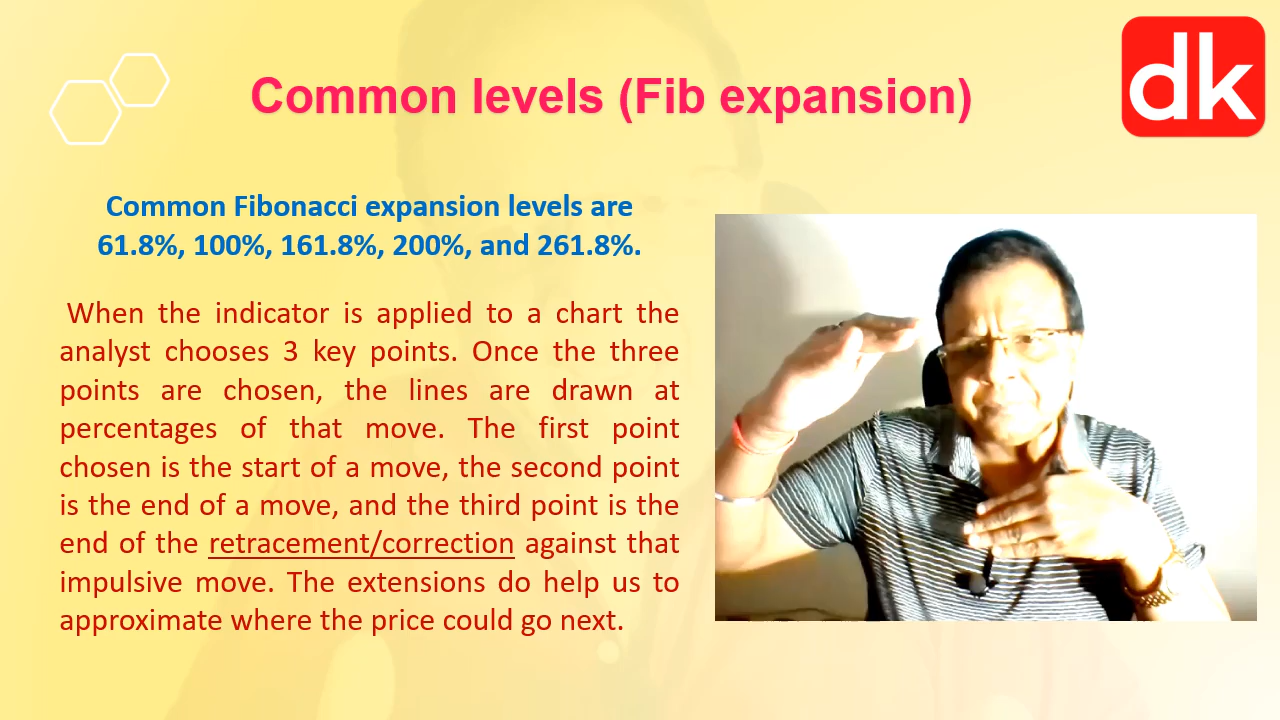 dk
Common levels (Fib expansion)
Common Fibonacci expansion levels are
61.8%, 100%, 161.8%, 200%, and 261.8%.
When the indicator is applied to a chart the
analyst chooses 3 key points. Once the three
points are chosen, the lines are drawn at
percentages of that move. The first point
chosen is the start of a move, the second point
is the end of a move, and the third point is the
end of the retracement/correction against that
impulsive move. The extensions do help us to
approximate where the price could go next.